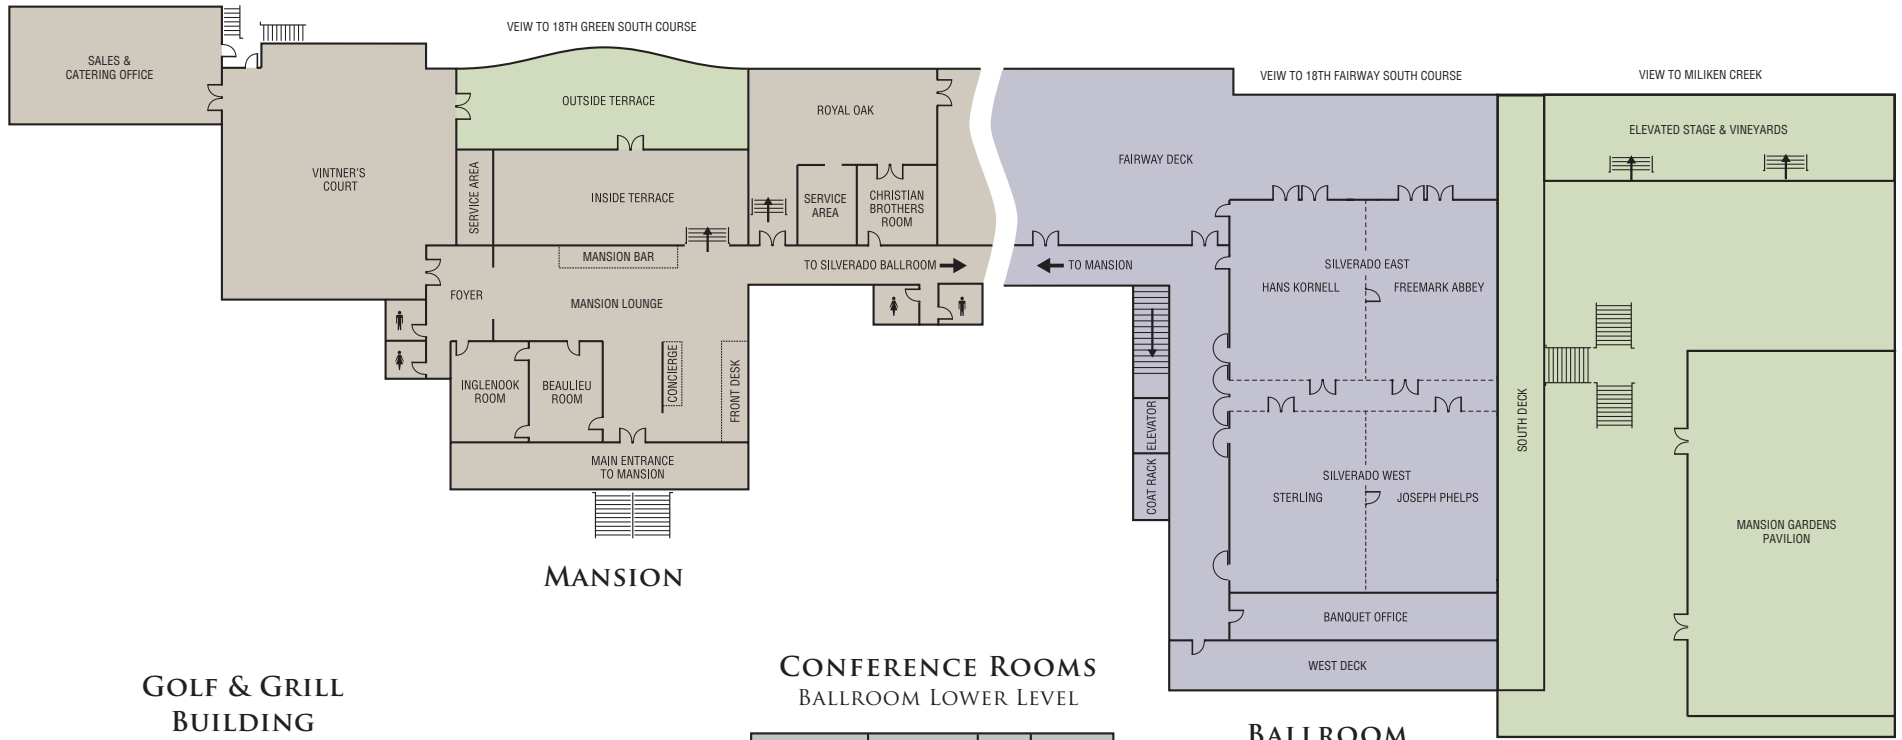 VEIW TO 18TH GREEN SOUTH COURSE
SALES &
CATERING OFFICE
VINTNER'S
COURT
OUTSIDE TERRACE
SERVICE AREA
INSIDE TERRACE
ROYAL OAK
SERVICE
AREA
CHRISTIAN
BROTHERS
ROOM
MANSION BAR
TO SILVERADO BALLROOM
FOYER
MANSION LOUNGE
INGLENOOK
ROOM
BEAULIEU
ROOM
CONCIERGE
FRONT DESK
MAIN ENTRANCE
TO MANSION
MANSION
VEIW TO 18TH FAIRWAY SOUTH COURSE
VIEW TO MILIKEN CREEK
FAIRWAY DECK
ELEVATED STAGE & VINEYARDS
TO MANSION
SILVERADO EAST
HANS KORNELL
FREEMARK ABBEY
ELEVATOR
COAT RACK
SILVERADO WEST
STERLING
JOSEPH PHELPS
SOUTH DECK
MANSION GARDENS
PAVILION
BANQUET OFFICE
WEST DECK
GOLF & GRILL
BUILDING
CONFERENCE ROOMS
BALLROOM LOWER LEVEL
BALLROOM